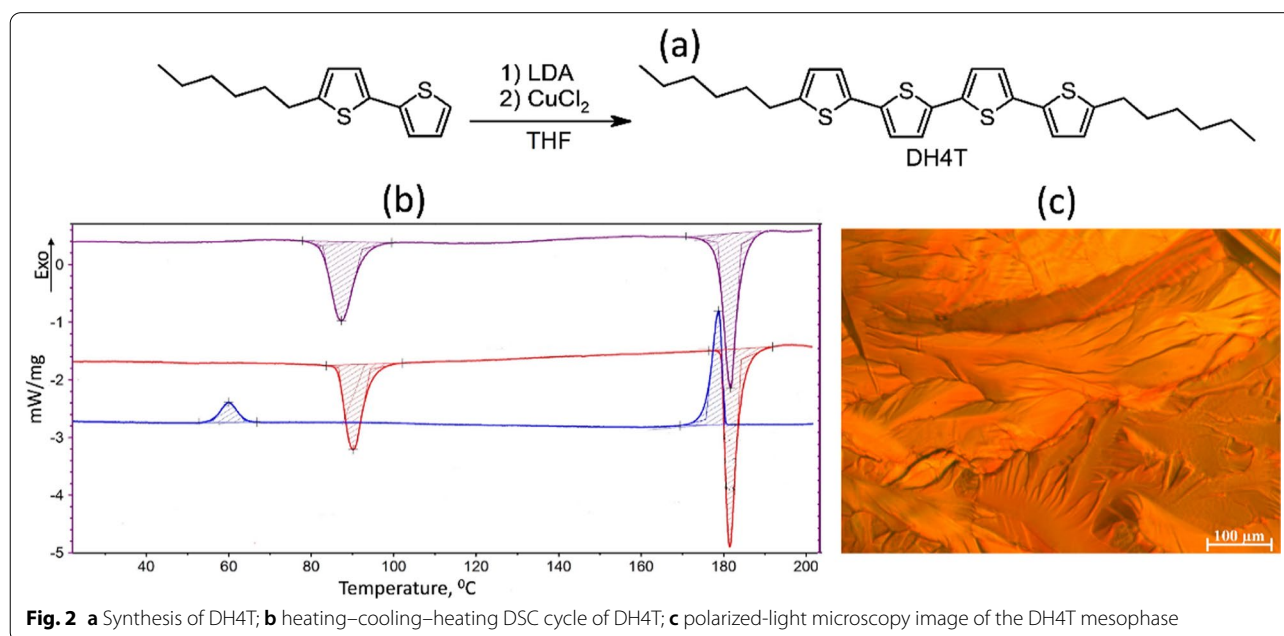 (a)
S
S
1) LDA
2) CuCl2
THF
S
S
S
S
DH4T
(b)
(c)
Exo
mW/mg
0
-1
-2
-3
-4
-5
40 60 80 100 120 140 160 180 200
Temperature, ⁰C
100 µm
Fig. 2 a Synthesis of DH4T; b heating–cooling–heating DSC cycle of DH4T; c polarized-light microscopy image of the DH4T mesophase